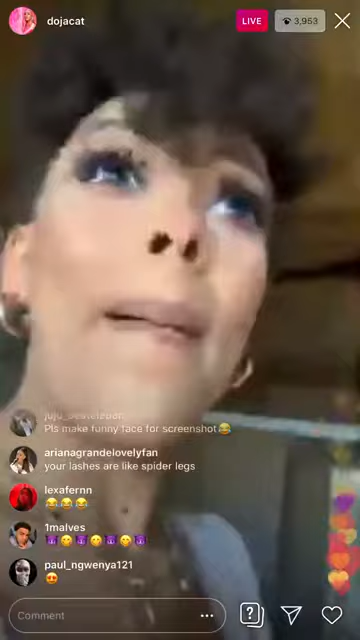 dojacat
LIVE
3,953
Pls make funny face for screenshot😂
arianagrandelovelyfan
your lashes are like spider legs
lexafernn
😂😂😂😂
1malves
😈😋😈😋😈😋😈
paul_ngwenya121
😍
Comment